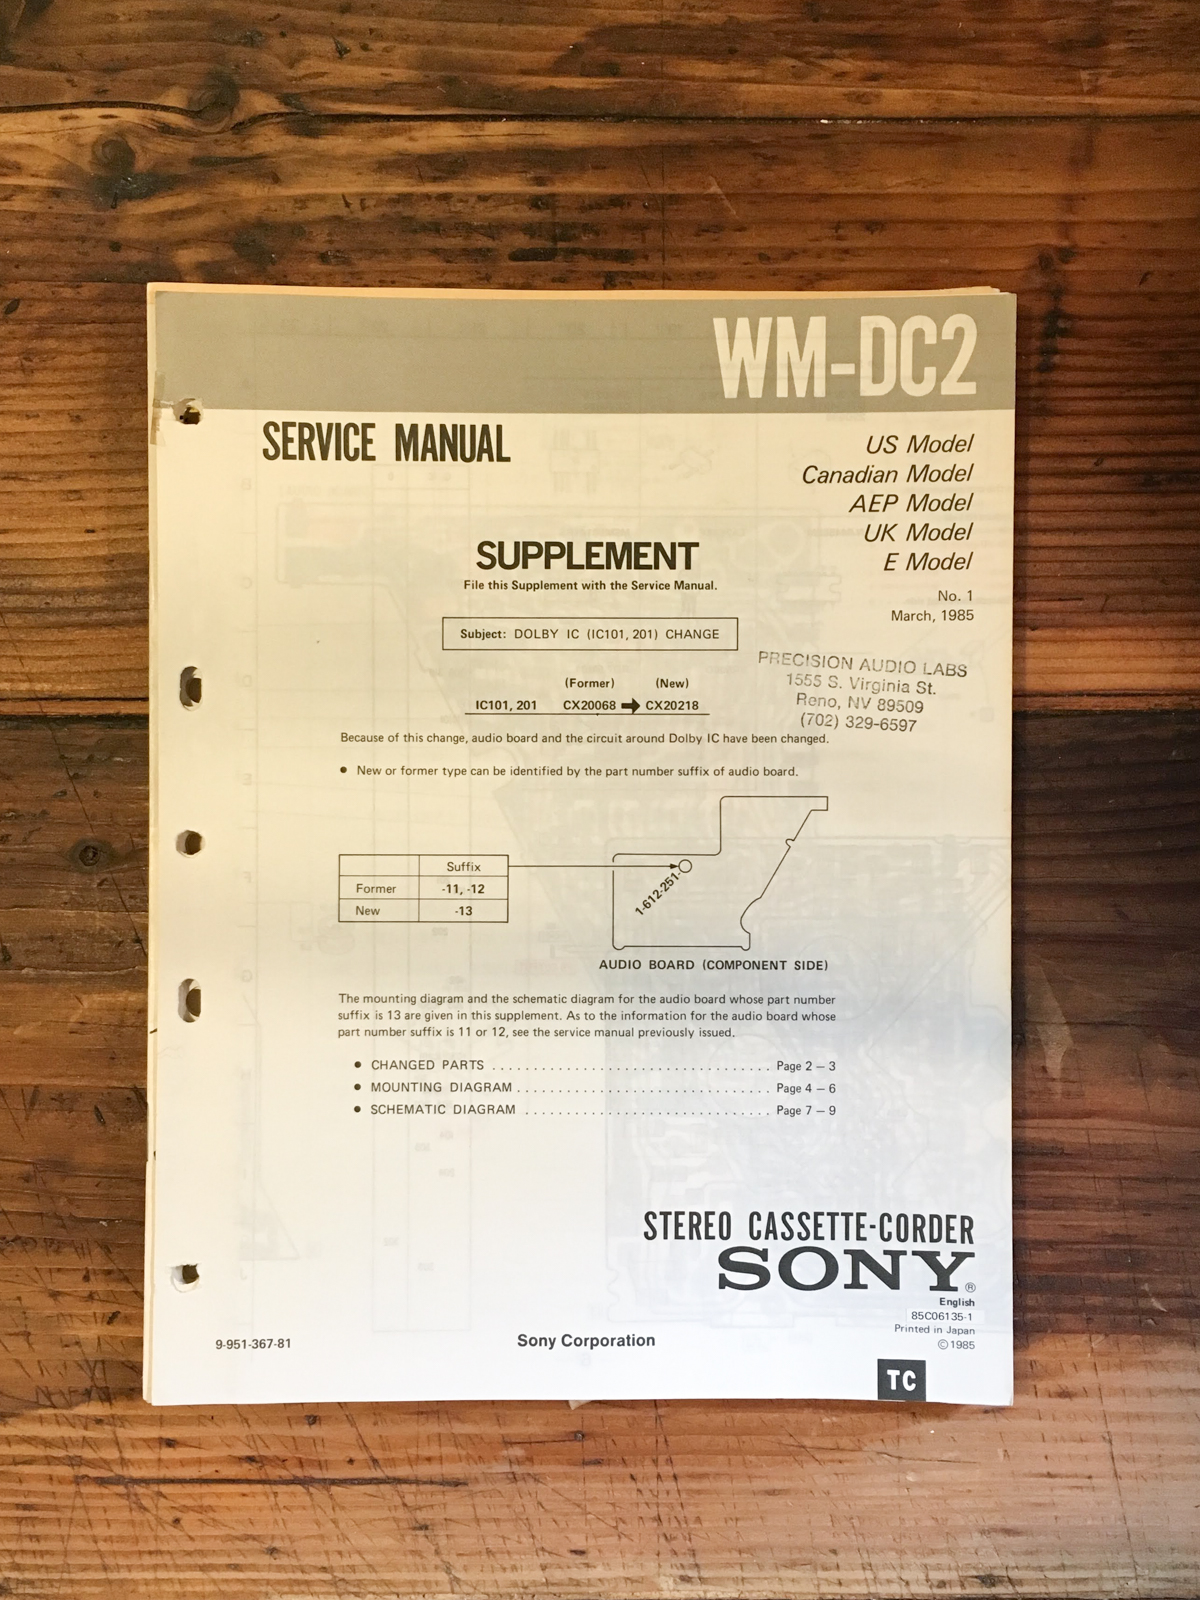 WM-DC2
SERVICE MANUAL
US Model
Canadian Model
AEP Model
UK Model
E Model
No. 1
March, 1985
SUPPLEMENT
File this Supplement with the Service Manual.
Subject: DOLBY IC (IC101, 201) CHANGE
PRECISION AUDIO LABS
1555 S. Virginia St.
Reno, NV 89509
(702) 329-6597
(Former) (New)
IC101, 201 CX20068 ➡ CX20218
Because of this change, audio board and the circuit around Dolby IC have been changed.
● New or former type can be identified by the part number suffix of audio board.
Suffix
Former -11, -12
New -13
1-612-251-
AUDIO BOARD (COMPONENT SIDE)
The mounting diagram and the schematic diagram for the audio board whose part number
suffix is 13 are given in this supplement. As to the information for the audio board whose
part number suffix is 11 or 12, see the service manual previously issued.
● CHANGED PARTS . . . . . . . . . . . . . . . . . . . . . . . . . . . . . . . . . . Page 2 – 3
● MOUNTING DIAGRAM . . . . . . . . . . . . . . . . . . . . . . . . . . . . . . . Page 4 – 6
● SCHEMATIC DIAGRAM . . . . . . . . . . . . . . . . . . . . . . . . . . . . . . Page 7 – 9
STEREO CASSETTE-CORDER
SONY®
English
85C06135-1
Printed in Japan
©1985
9-951-367-81
Sony Corporation
TC